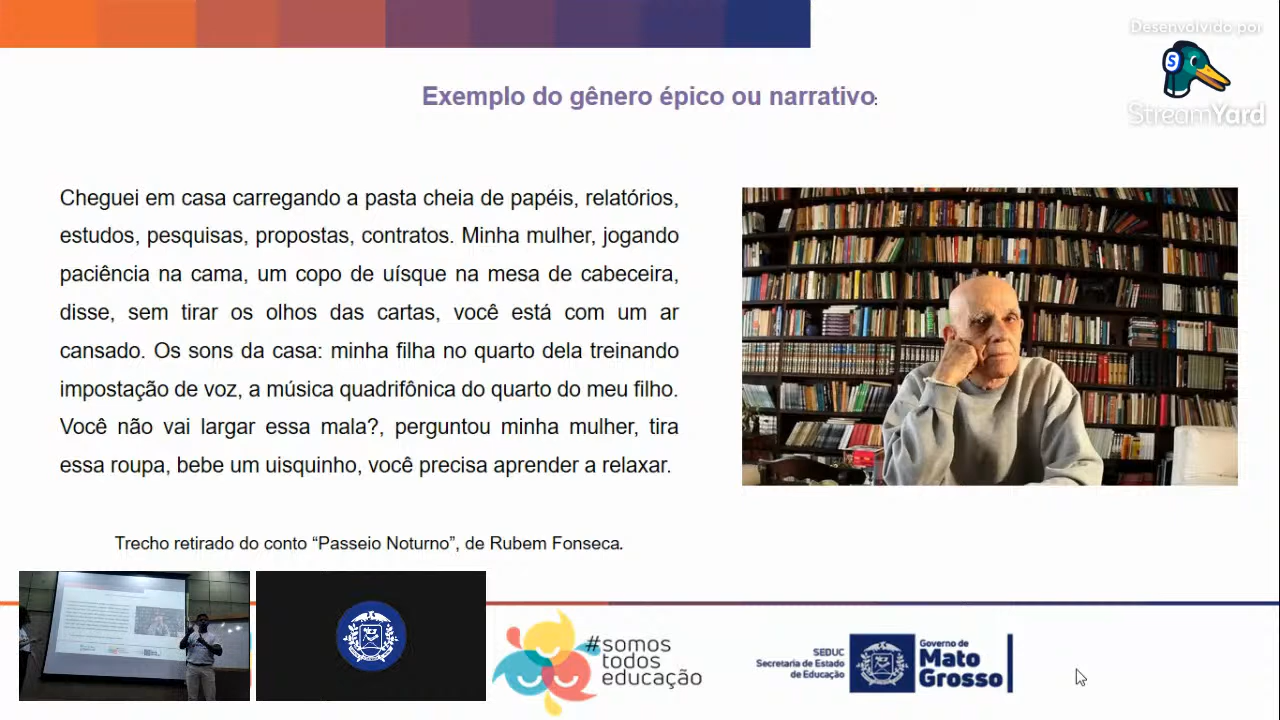 Desenvolvido por
StreamYard
Exemplo do gênero épico ou narrativo:
Cheguei em casa carregando a pasta cheia de papéis, relatórios,
estudos, pesquisas, propostas, contratos. Minha mulher, jogando
paciência na cama, um copo de uísque na mesa de cabeceira,
disse, sem tirar os olhos das cartas, você está com um ar
cansado. Os sons da casa: minha filha no quarto dela treinando
impostação de voz, a música quadrifônica do quarto do meu filho.
Você não vai largar essa mala?, perguntou minha mulher, tira
essa roupa, bebe um uisquinho, você precisa aprender a relaxar.
Trecho retirado do conto “Passeio Noturno”, de Rubem Fonseca.
#somos
todos
educação
SEDUC
Secretaria de Estado
de Educação
Governo de
Mato
Grosso